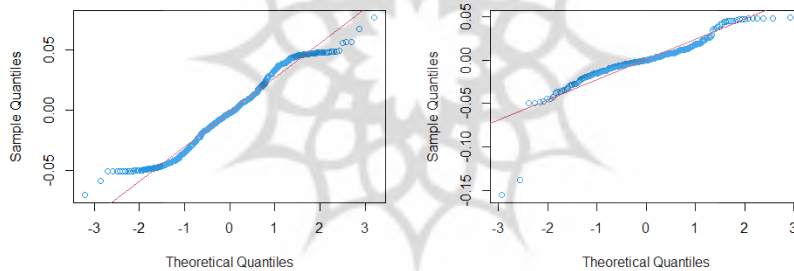 Sample Quantiles
0.05
0.00
-0.05
-3 -2 -1 0 1 2 3
Theoretical Quantiles
Sample Quantiles
0.05
0.00
-0.05
-0.10
-0.15
-3 -2 -1 0 1 2 3
Theoretical Quantiles